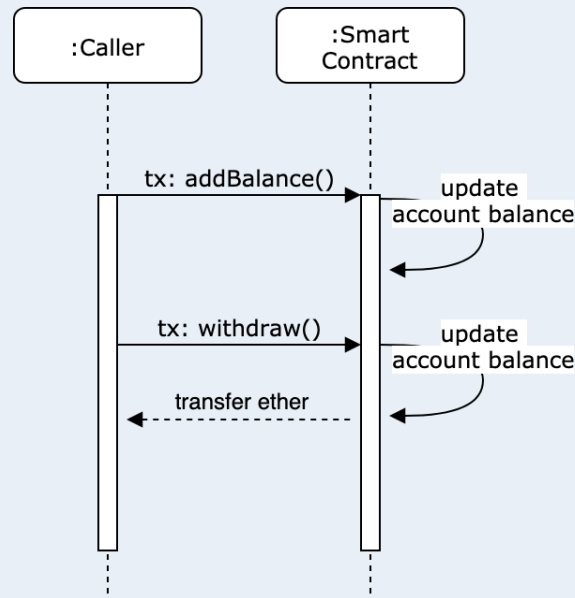 :Caller
:Smart
Contract
tx: addBalance()
update
account balance
tx: withdraw()
update
account balance
transfer ether